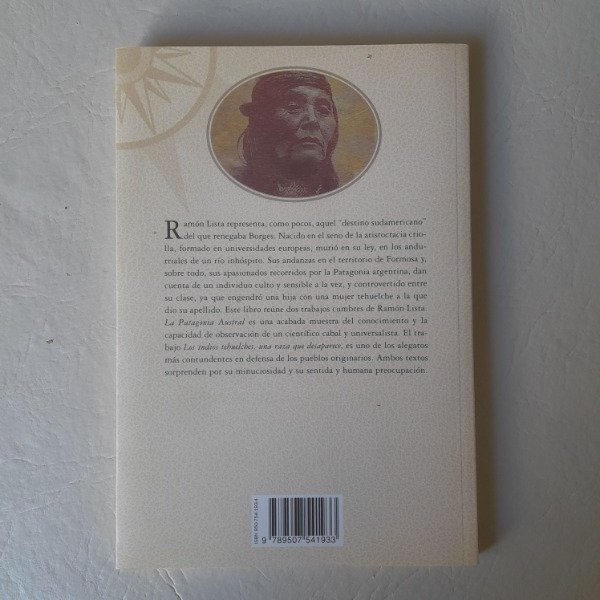 Ramón Lista representa, como pocos, aquel "destino sudamericano"
del que renegaba Borges. Nacido en el seno de la aristocracia crio-
lla, formado en universidades europeas, murió en su ley, en los andu-
rriales de un río inhóspito. Sus andanzas en el territorio de Formosa y,
sobre todo, sus apasionados recorridos por la Patagonia argentina, dan
cuenta de un individuo culto y sensible a la vez, y controvertido entre
su clase, ya que engendró una hija con una mujer tehuelche a la que
dio su apellido. Este libro reúne dos trabajos cumbres de Ramón Lista:
La Patagonia Austral es una acabada muestra del conocimiento y la
capacidad de observación de un científico cabal y universalista. El tra-
bajo Los indios tehuelches, una raza que desaparece, es uno de los alegatos
más contundentes en defensa de los pueblos originarios. Ambos textos
sorprenden por su minuciosidad y su sentida y humana preocupación.
ISBN 950-754-193-4
9 789507 541933